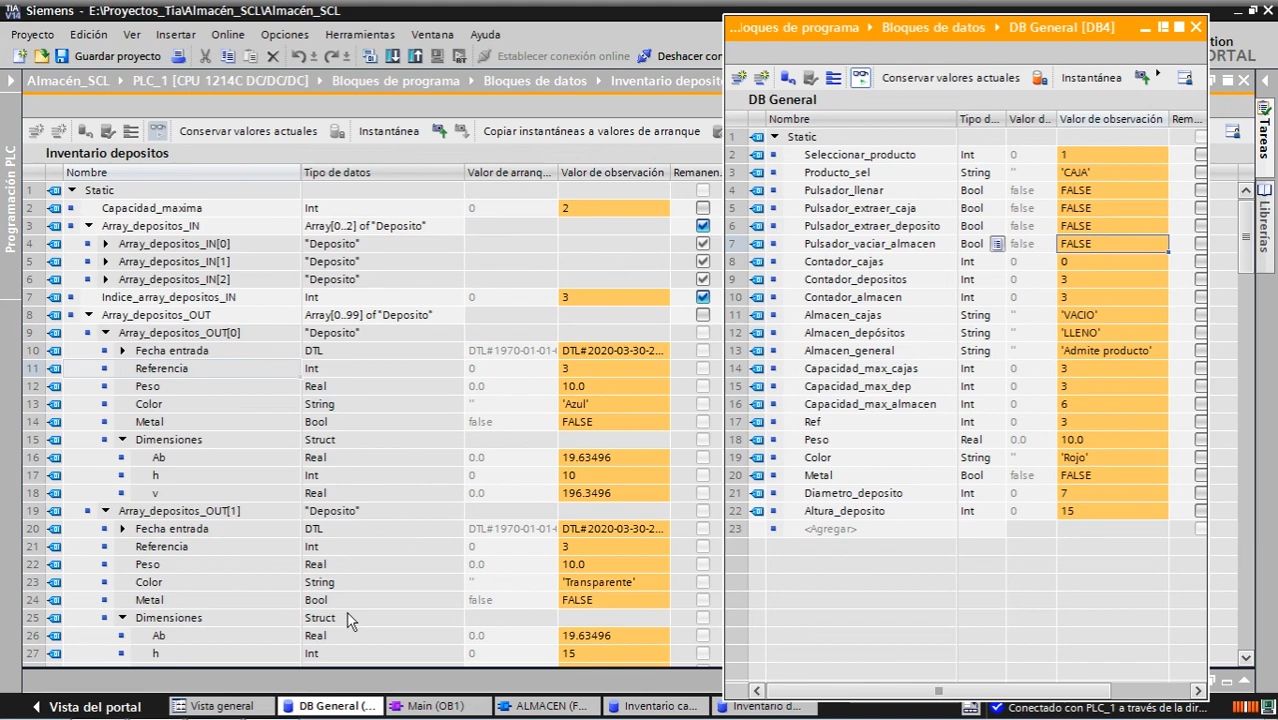 Siemens - E:\Proyectos_Tia\Almacén_SCL\Almacén_SCL
TIA
V14
Proyecto Edición Ver Insertar Online Opciones Herramientas Ventana Ayuda
Guardar proyecto Establecer conexión online Deshacer
PORTAL
Almacén_SCL PLC_1 [CPU 1214C DC/DC/DC] Bloques de programa Bloques de datos Inventario
Conservar valores actuales Instantánea Copiar instantáneas a valores de arranque
Inventario depositos
Nombre Tipo de datos Valor de arranq... Valor de observación Remanen.
1 Static
2 Capacidad_maxima Int 0 2
3 Array_depositos_IN Array[0..2] of "Deposito"
4 Array_depositos_IN[0] "Deposito"
5 Array_depositos_IN[1] "Deposito"
6 Array_depositos_IN[2] "Deposito"
7 Indice_array_depositos_IN Int 0 3
8 Array_depositos_OUT Array[0..99] of "Deposito"
9 Array_depositos_OUT[0] "Deposito"
10 Fecha entrada DTL DTL#1970-01-01- DTL#2020-03-30-2...
11 Referencia Int 0 3
12 Peso Real 0.0 10.0
13 Color String '' 'Azul'
14 Metal Bool false FALSE
15 Dimensiones Struct
16 Ab Real 0.0 19.63496
17 h Int 0 10
18 v Real 0.0 196.3496
19 Array_depositos_OUT[1] "Deposito"
20 Fecha entrada DTL DTL#1970-01-01- DTL#2020-03-30-2...
21 Referencia Int 0 3
22 Peso Real 0.0 10.0
23 Color String '' 'Transparente'
24 Metal Bool false FALSE
25 Dimensiones Struct
26 Ab Real 0.0 19.63496
27 h Int 0 15
...loques de programa Bloques de datos DB General [DB4]
Conservar valores actuales Instantánea
DB General
Nombre Tipo d... Valor d... Valor de observación Rem...
1 Static
2 Seleccionar_producto Int 0 1
3 Producto_sel String '' 'CAJA'
4 Pulsador_llenar Bool false FALSE
5 Pulsador_extraer_caja Bool false FALSE
6 Pulsador_extraer_deposito Bool false FALSE
7 Pulsador_vaciar_almacen Bool false FALSE
8 Contador_cajas Int 0 0
9 Contador_depositos Int 0 3
10 Contador_almacen Int 0 3
11 Almacen_cajas String '' 'VACIO'
12 Almacen_depósitos String '' 'LLENO'
13 Almacen_general String '' 'Admite producto'
14 Capacidad_max_cajas Int 0 3
15 Capacidad_max_dep Int 0 3
16 Capacidad_max_almacen Int 0 6
17 Ref Int 0 3
18 Peso Real 0.0 10.0
19 Color String '' 'Rojo'
20 Metal Bool false FALSE
21 Diametro_deposito Int 0 7
22 Altura_deposito Int 0 15
23 <Agregar>
Programación PLC
Tareas
Librerías
Vista del portal Vista general DB General (... Main (OB1) ALMACEN (F... Inventario ca... Inventario d... Conectado con PLC_1 a través de la dir...